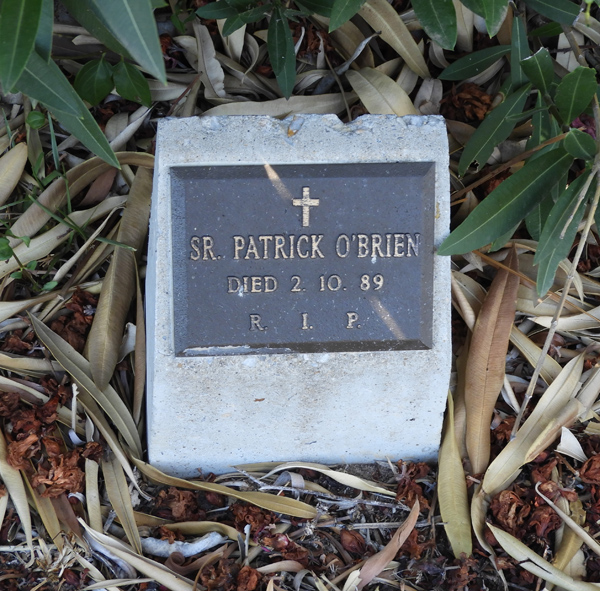 SR. PATRICK O'BRIEN
DIED 2. 10. 89
R. I. P.